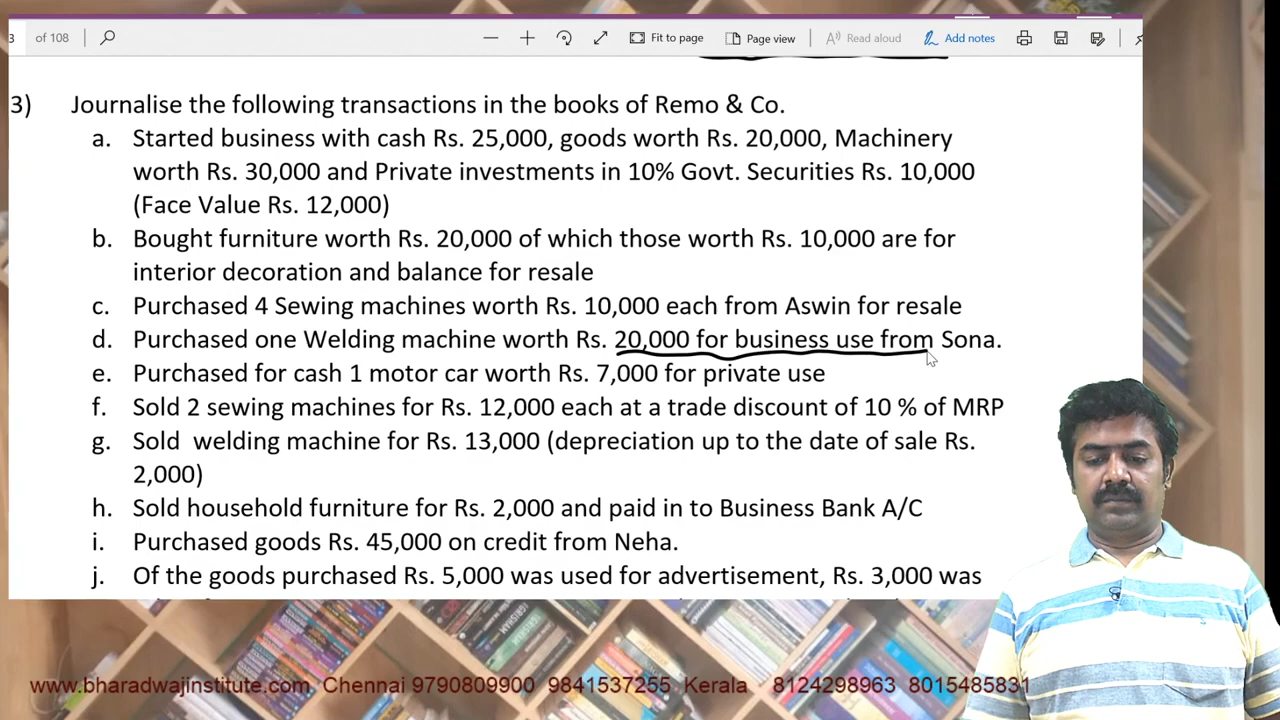 3 of 108 Fit to page Page view Read aloud Add notes
3) Journalise the following transactions in the books of Remo & Co.
a. Started business with cash Rs. 25,000, goods worth Rs. 20,000, Machinery
worth Rs. 30,000 and Private investments in 10% Govt. Securities Rs. 10,000
(Face Value Rs. 12,000)
b. Bought furniture worth Rs. 20,000 of which those worth Rs. 10,000 are for
interior decoration and balance for resale
c. Purchased 4 Sewing machines worth Rs. 10,000 each from Aswin for resale
d. Purchased one Welding machine worth Rs. 20,000 for business use from Sona.
e. Purchased for cash 1 motor car worth Rs. 7,000 for private use
f. Sold 2 sewing machines for Rs. 12,000 each at a trade discount of 10 % of MRP
g. Sold welding machine for Rs. 13,000 (depreciation up to the date of sale Rs.
2,000)
h. Sold household furniture for Rs. 2,000 and paid in to Business Bank A/C
i. Purchased goods Rs. 45,000 on credit from Neha.
j. Of the goods purchased Rs. 5,000 was used for advertisement, Rs. 3,000 was
GRISHAM
www.bharadwajinstitute.com Chennai 9790809900 9841537255 Kerala 8124298963 8015485831